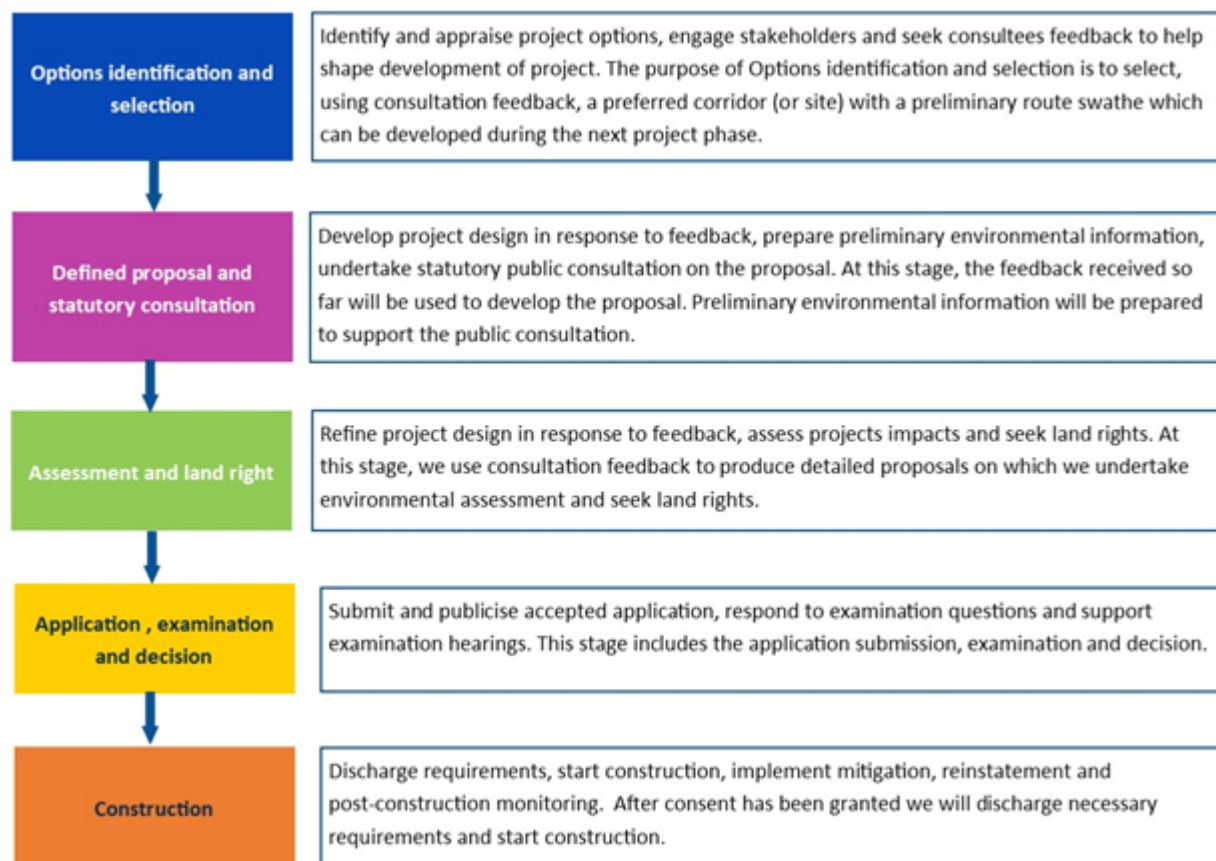 Options identification and
selection
Identify and appraise project options, engage stakeholders and seek consultees feedback to help
shape development of project. The purpose of Options identification and selection is to select,
using consultation feedback, a preferred corridor (or site) with a preliminary route swathe which
can be developed during the next project phase.
Defined proposal and
statutory consultation
Develop project design in response to feedback, prepare preliminary environmental information,
undertake statutory public consultation on the proposal. At this stage, the feedback received so
far will be used to develop the proposal. Preliminary environmental information will be prepared
to support the public consultation.
Assessment and land right
Refine project design in response to feedback, assess projects impacts and seek land rights. At
this stage, we use consultation feedback to produce detailed proposals on which we undertake
environmental assessment and seek land rights.
Application , examination
and decision
Submit and publicise accepted application, respond to examination questions and support
examination hearings. This stage includes the application submission, examination and decision.
Construction
Discharge requirements, start construction, implement mitigation, reinstatement and
post-construction monitoring.  After consent has been granted we will discharge necessary
requirements and start construction.